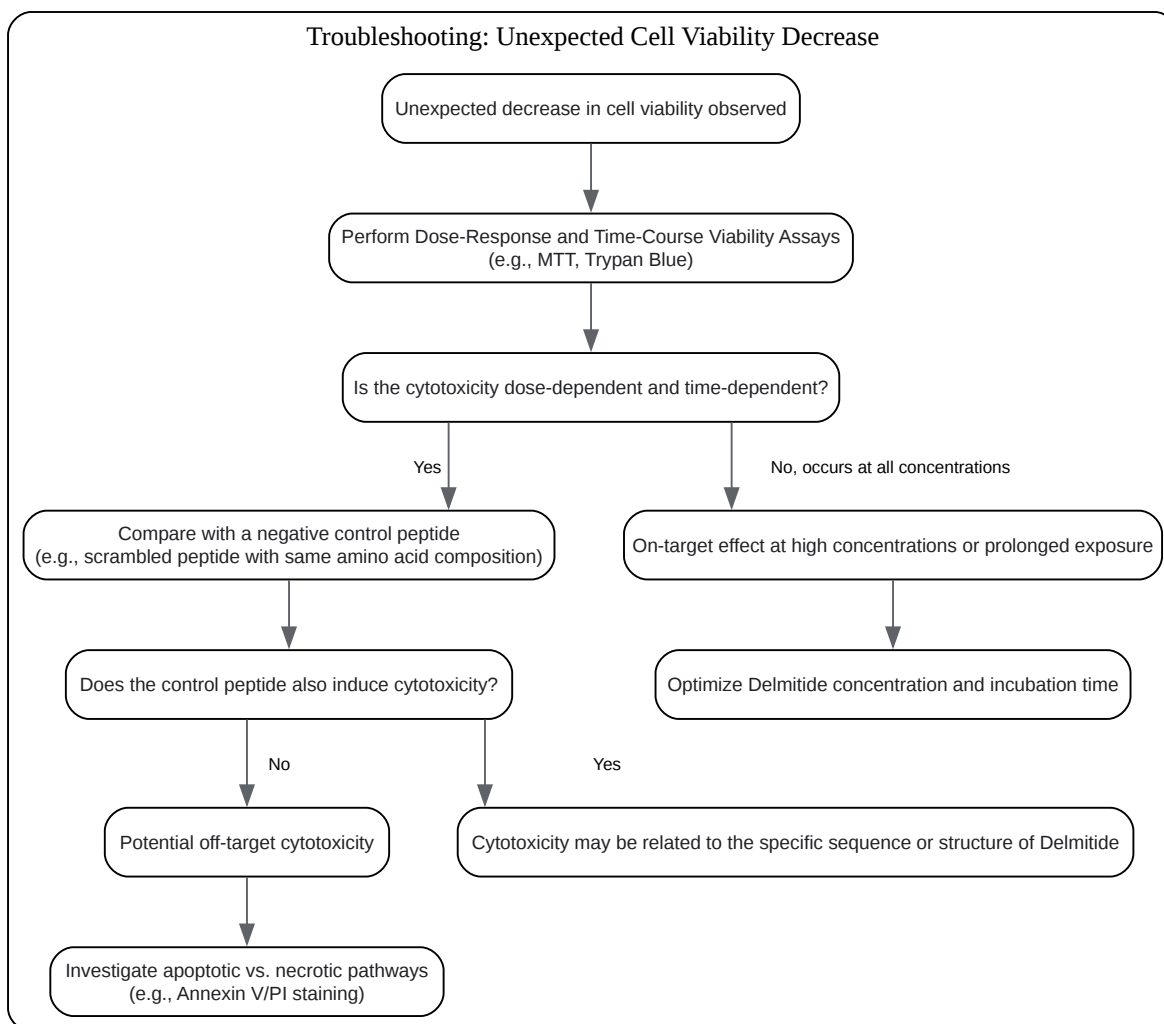 Troubleshooting: Unexpected Cell Viability Decrease
Unexpected decrease in cell viability observed
Perform Dose-Response and Time-Course Viability Assays
(e.g., MTT, Trypan Blue)
Is the cytotoxicity dose-dependent and time-dependent?
Yes
No, occurs at all concentrations
Compare with a negative control peptide
(e.g., scrambled peptide with same amino acid composition)
On-target effect at high concentrations or prolonged exposure
Does the control peptide also induce cytotoxicity?
Optimize Delmitide concentration and incubation time
No
Yes
Potential off-target cytotoxicity
Cytotoxicity may be related to the specific sequence or structure of Delmitide
Investigate apoptotic vs. necrotic pathways
(e.g., Annexin V/PI staining)